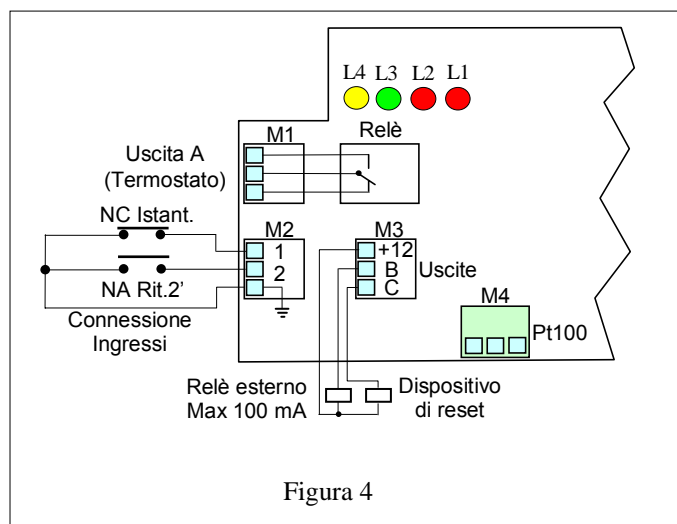 L4 L3 L2 L1
M1
Relè
Uscita A
(Termostato)
NC Istant.
M2
M3
1
+12
2
B
Uscite
C
NA Rit.2'
Connessione
Ingressi
M4
Pt100
Relè esterno
Max 100 mA
Dispositivo
di reset
Figura 4